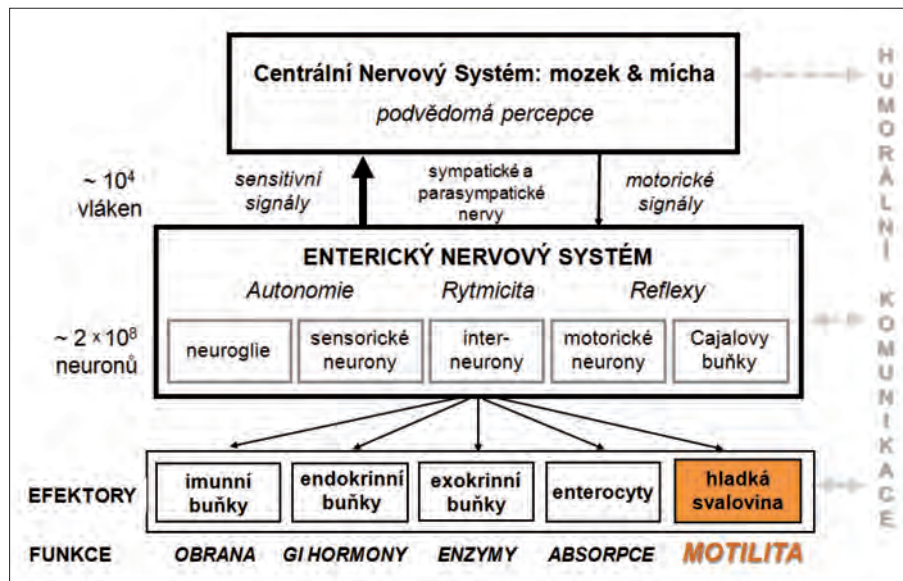 Centrální Nervový Systém: mozek & mícha
podvědomá percepce
~ 10⁴
vláken
sensitivní
signály
sympatické a
parasympatické
nervy
motorické
signály
ENTERICKÝ NERVOVÝ SYSTÉM
Autonomie Rytmicita Reflexy
~ 2 x 10⁸
neuronů
neuroglie
sensorické
neurony
inter-
neurony
motorické
neurony
Cajalovy
buňky
EFEKTORY
imunní
buňky
endokrinní
buňky
exokrinní
buňky
enterocyty
hladká
svalovina
FUNKCE OBRANA GI HORMONY ENZYMY ABSORPCE MOTILITA
HUMORÁLNÍ KOMUNIKACE